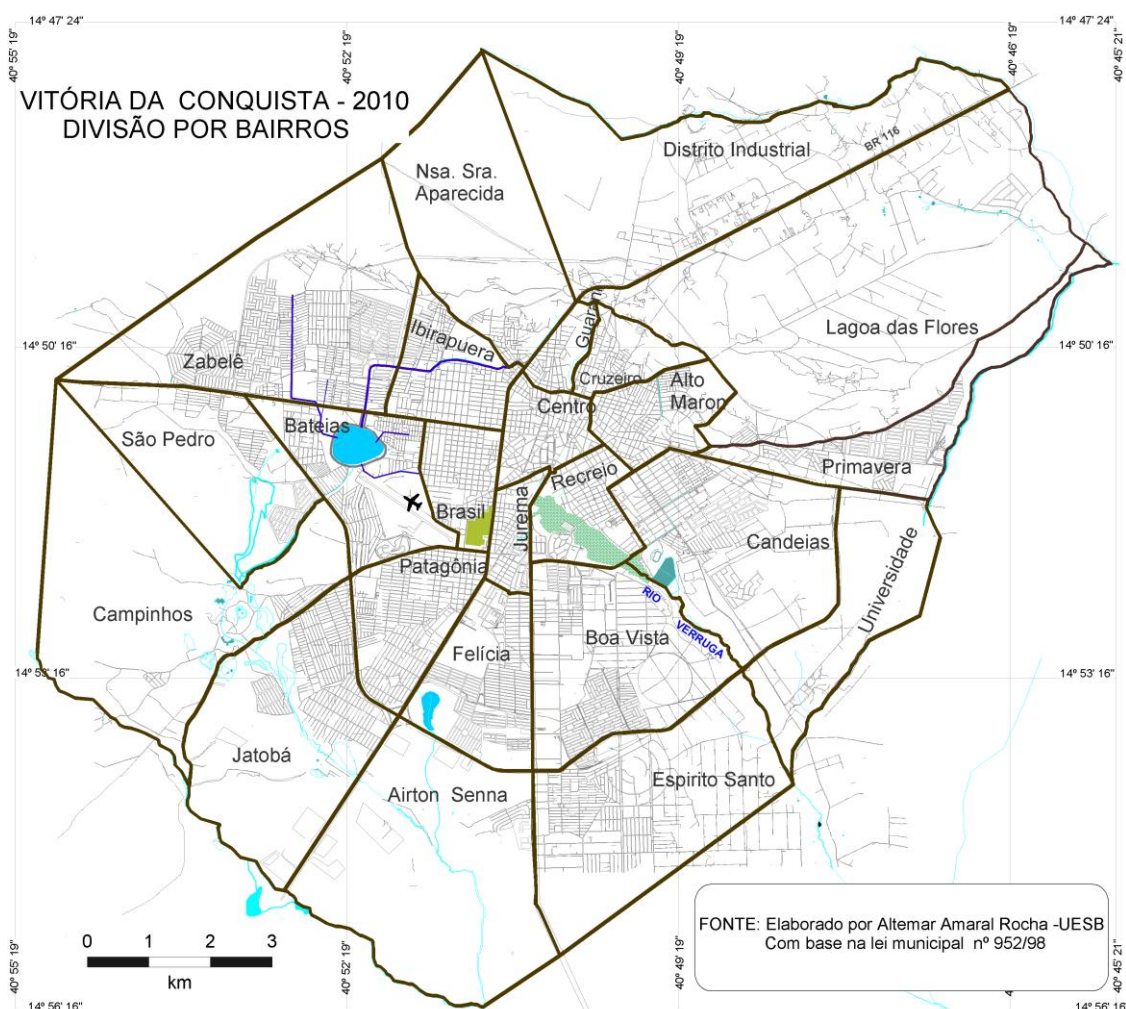 14º 47' 24"
14º 47' 24"
40º 55' 19"
40º 52' 19"
40º 49' 19"
40º 46' 19"
40º 45' 21"
VITÓRIA DA CONQUISTA - 2010
DIVISÃO POR BAIRROS
Distrito Industrial
BR 116
Nsa. Sra.
Aparecida
Guarani
Lagoa das Flores
Ibirapuera
14º 50' 16"
14º 50' 16"
Zabelê
Cruzeiro
Alto
Maron
Centro
Bateias
São Pedro
Primavera
Recreio
Brasil
Jurema
Candeias
Patagônia
Universidade
RIO
VERRUGA
Campinhos
Boa Vista
Felícia
14º 53' 16"
14º 53' 16"
Jatobá
Espirito Santo
Airton Senna
FONTE: Elaborado por Altemar Amaral Rocha -UESB
Com base na lei municipal nº 952/98
0 1 2 3
km
40º 55' 19"
40º 52' 19"
40º 49' 19"
40º 45' 21"
14º 56' 16"
14º 56' 16"